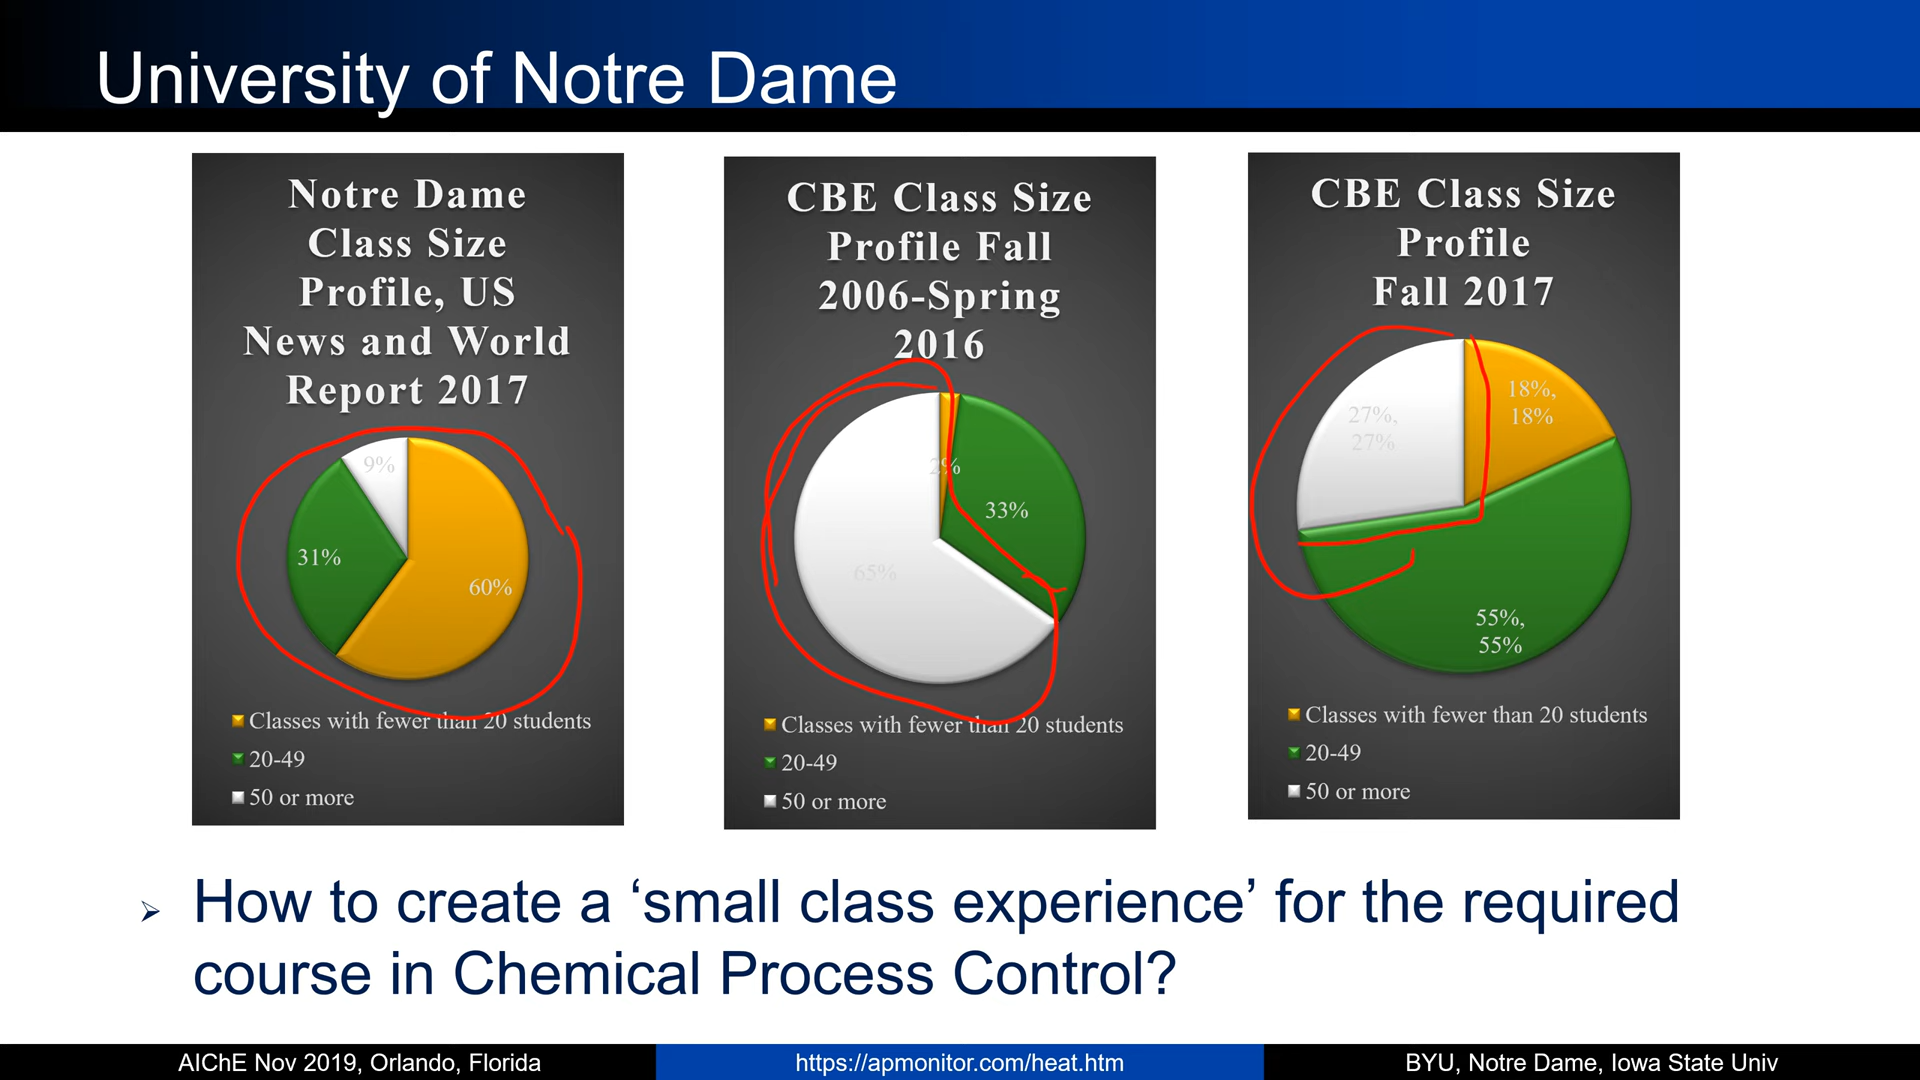 University of Notre Dame
Notre Dame
Class Size
Profile, US
News and World
Report 2017
9%
31%
60%
Classes with fewer than 20 students
20-49
50 or more
CBE Class Size
Profile Fall
2006-Spring
2016
2%
33%
65%
Classes with fewer than 20 students
20-49
50 or more
CBE Class Size
Profile
Fall 2017
18%,
18%
27%,
27%
55%,
55%
Classes with fewer than 20 students
20-49
50 or more
How to create a ‘small class experience’ for the required
course in Chemical Process Control?
AIChE Nov 2019, Orlando, Florida
https://apmonitor.com/heat.htm
BYU, Notre Dame, Iowa State Univ